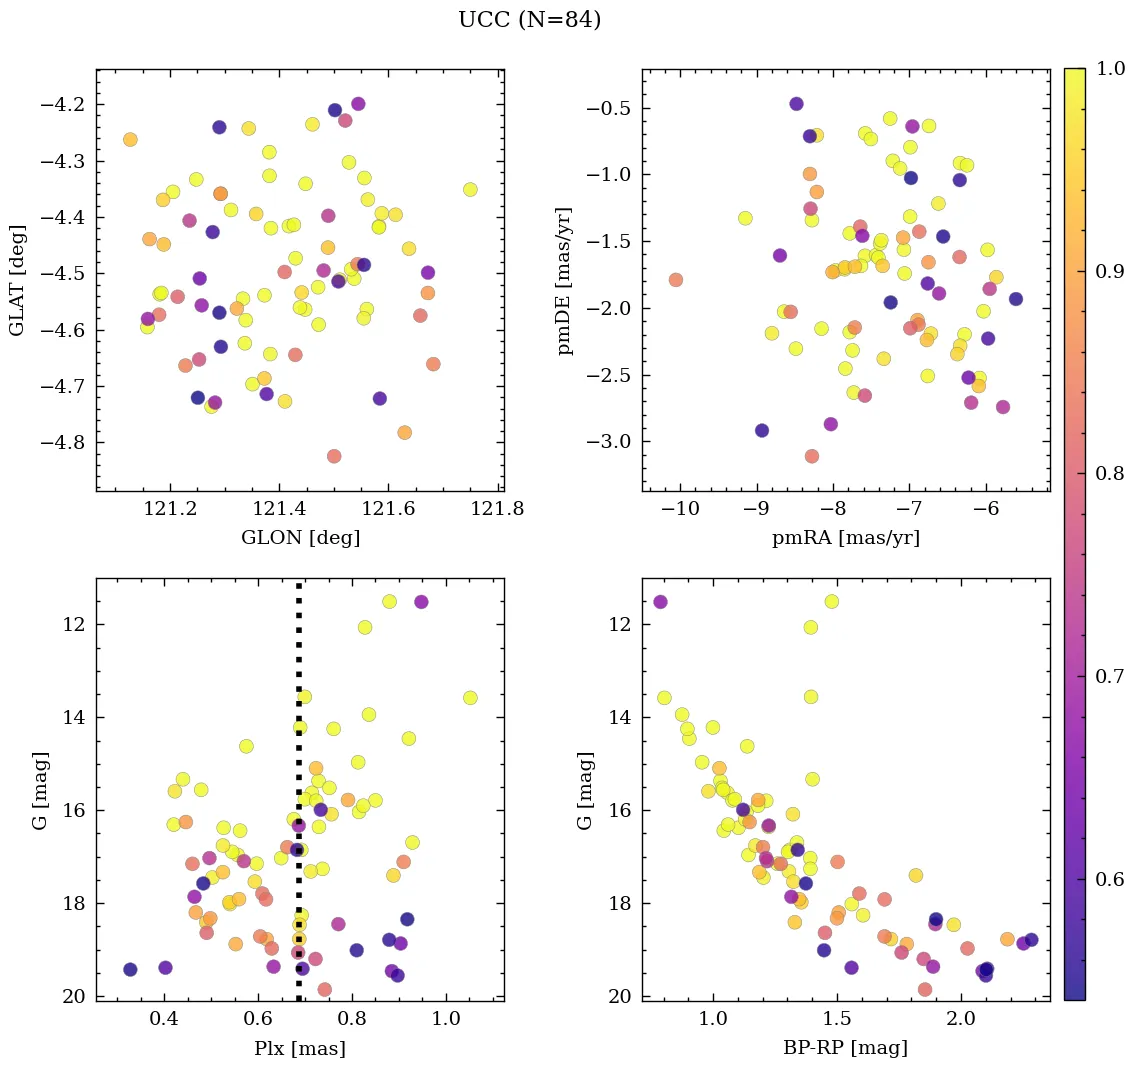 UCC (N=84)
−4.2
−4.3
−4.4
−4.5
−4.6
−4.7
−4.8
GLAT [deg]
121.2 121.4 121.6 121.8
GLON [deg]
−0.5
−1.0
−1.5
−2.0
−2.5
−3.0
pmDE [mas/yr]
−10 −9 −8 −7 −6
pmRA [mas/yr]
1.0
0.9
0.8
0.7
0.6
12
14
16
18
20
G [mag]
0.4 0.6 0.8 1.0
Plx [mas]
12
14
16
18
20
G [mag]
1.0 1.5 2.0
BP-RP [mag]